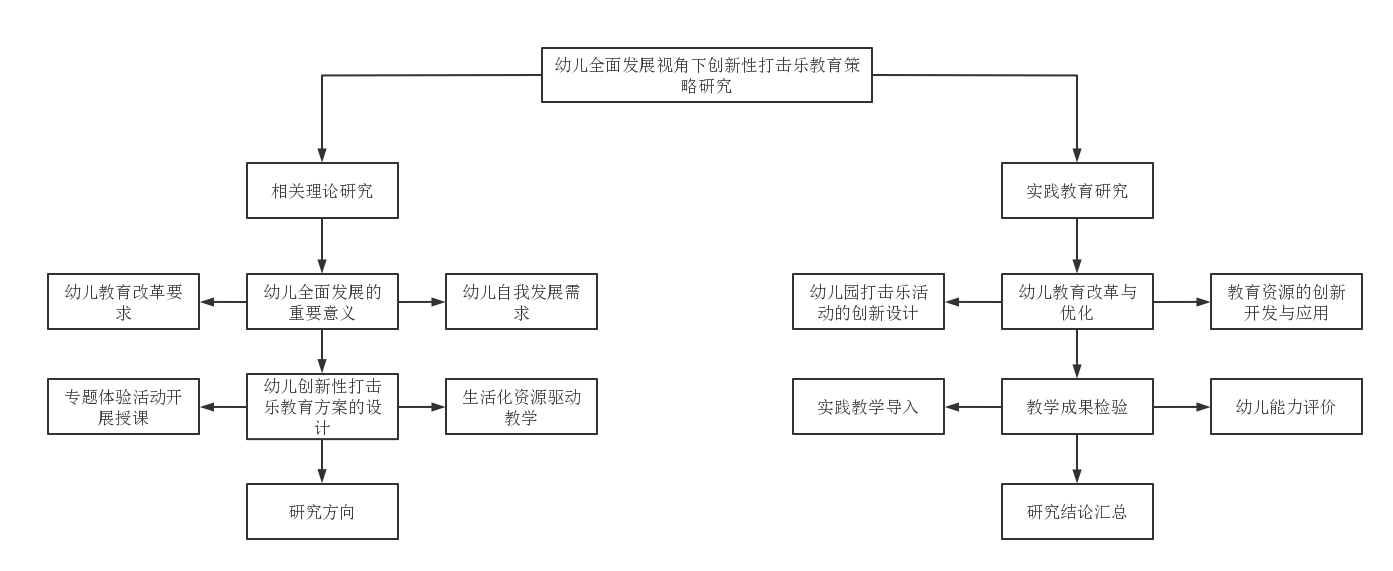 幼儿全面发展视角下创新性打击乐教育策
略研究
相关理论研究
实践教育研究
幼儿教育改革要
求
幼儿全面发展的
重要意义
幼儿自我发展需
求
幼儿园打击乐活
动的创新设计
幼儿教育改革与
优化
教育资源的创新
开发与应用
专题体验活动开
展授课
幼儿创新性打击
乐教育方案的设
计
生活化资源驱动
教学
实践教学导入
教学成果检验
幼儿能力评价
研究方向
研究结论汇总